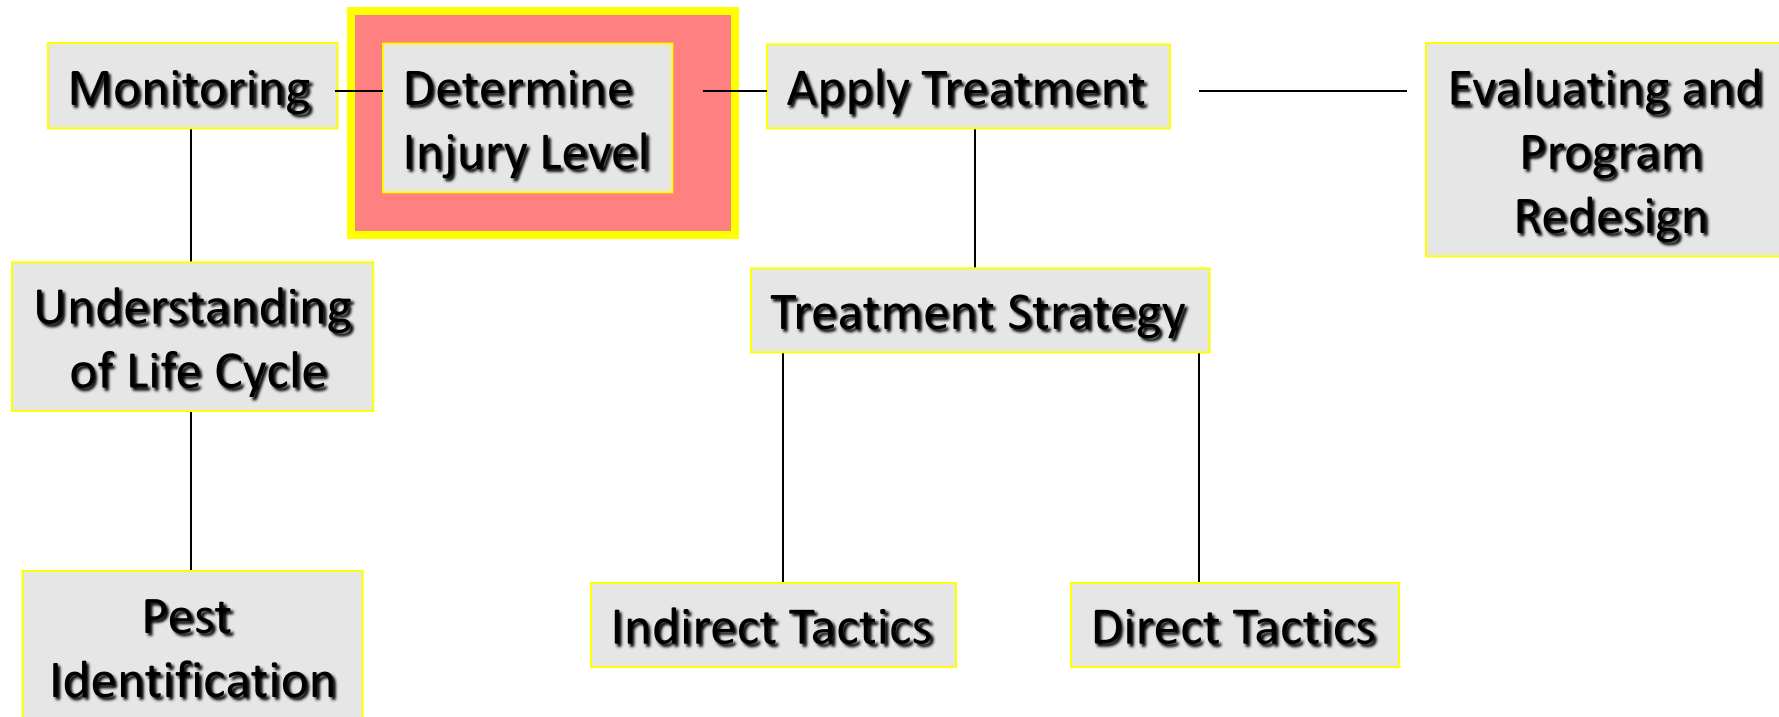 Monitoring
Determine
Injury Level
Apply Treatment
Evaluating and
Program
Redesign
Understanding
of Life Cycle
Treatment Strategy
Pest
Identification
Indirect Tactics
Direct Tactics